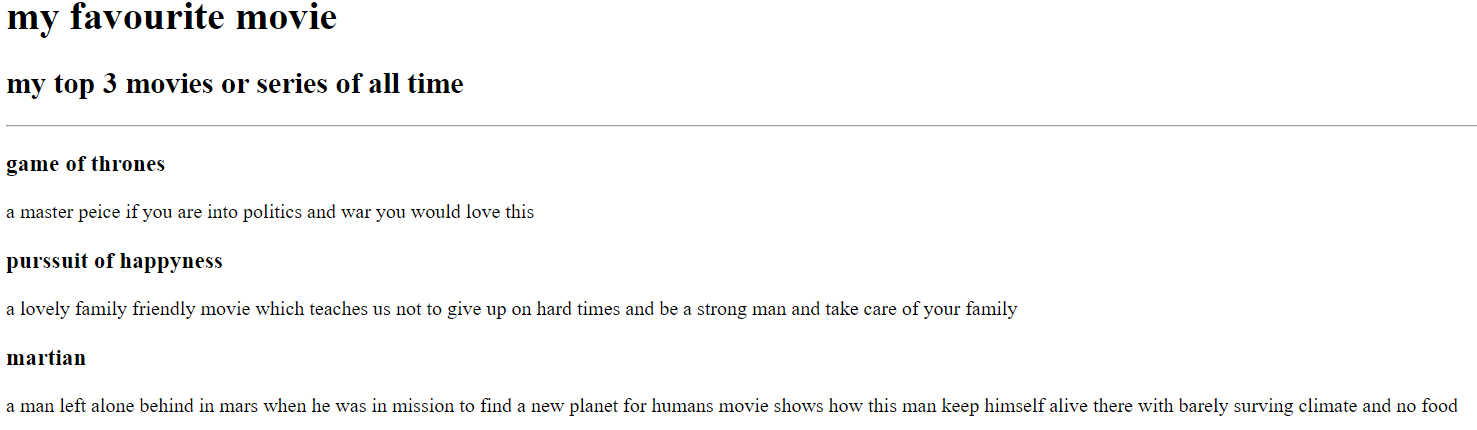 my favourite movie
my top 3 movies or series of all time
game of thrones
a master peice if you are into politics and war you would love this
purssuit of happyness
a lovely family friendly movie which teaches us not to give up on hard times and be a strong man and take care of your family
martian
a man left alone behind in mars when he was in mission to find a new planet for humans movie shows how this man keep himself alive there with barely surving climate and no food